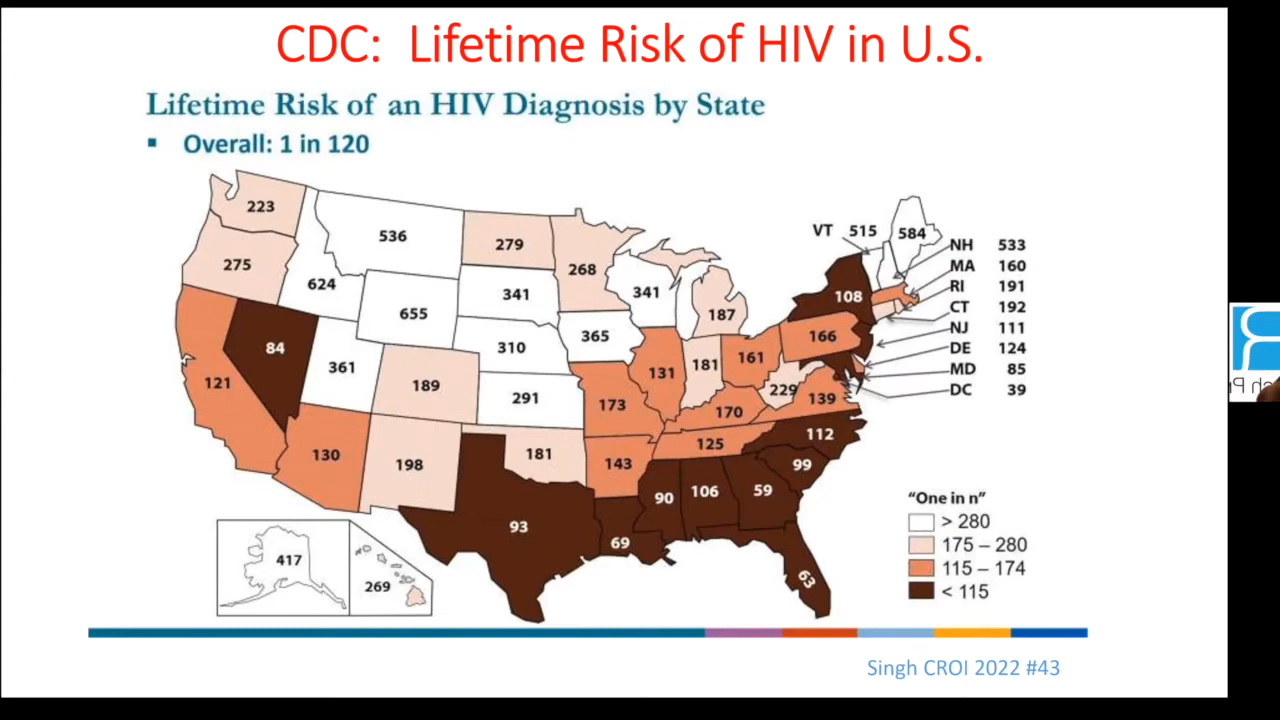 CDC: Lifetime Risk of HIV in U.S.
Lifetime Risk of an HIV Diagnosis by State
▪ Overall: 1 in 120
223
536
279
268
VT 515
584
NH 533
MA 160
RI 191
CT 192
NJ 111
DE 124
MD 85
DC 39
275
624
341
341
187
108
655
365
166
84
361
310
131
181
161
121
189
291
173
170
229
139
130
198
181
143
125
112
93
69
90
106
59
99
63
417
269
"One in n"
> 280
175 – 280
115 – 174
< 115
Singh CROI 2022 #43